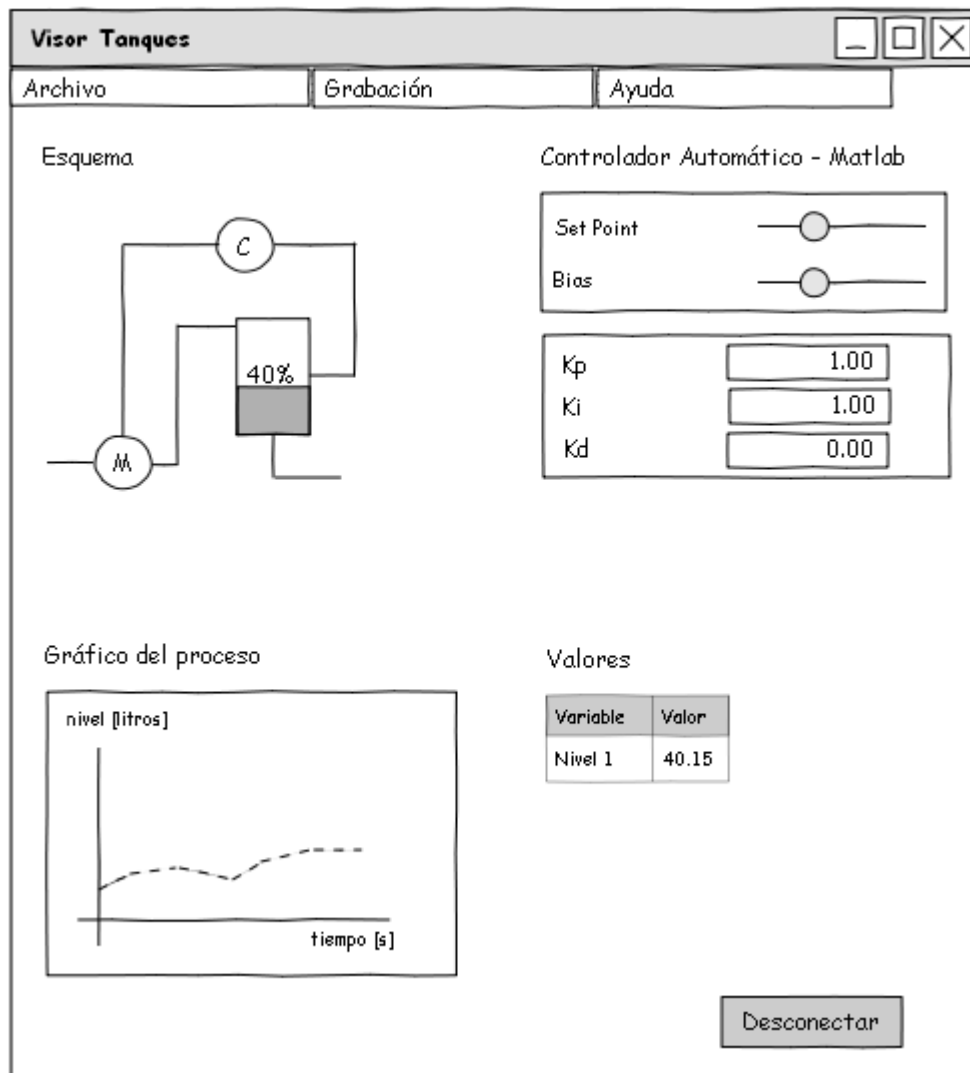 Visor Tanques
Archivo Grabación Ayuda
Esquema
C
40%
M
Controlador Automático - Matlab
Set Point
Bias
Kp 1.00
Ki 1.00
Kd 0.00
Gráfico del proceso
nivel [litros]
tiempo [s]
Valores
Variable Valor
Nivel 1 40.15
Desconectar